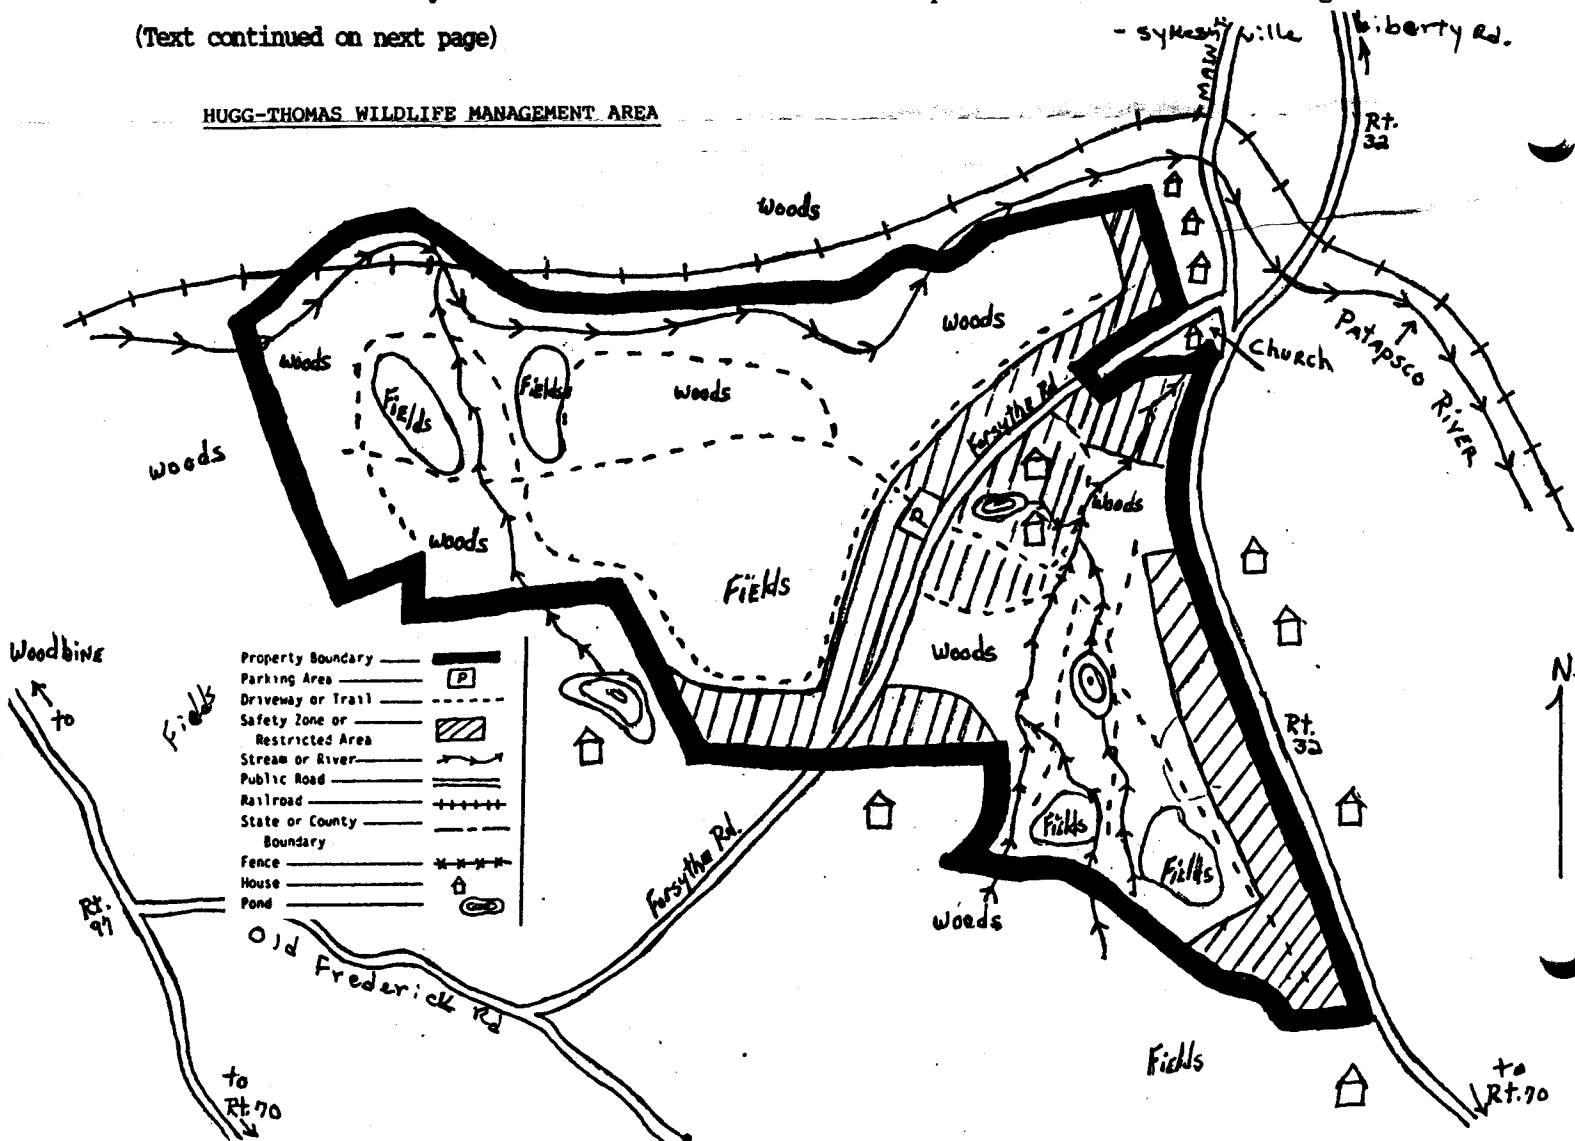 (Text continued on next page)
HUGG-THOMAS WILDLIFE MANAGEMENT AREA
- Sykesville
Liberty Rd.
MAIN
Rt.
32
Woods
Woods
Woods
Woods
Fields
Fields
Woods
Woods
Woods
Fields
Forsythe Rd.
P
Church
PATAPSCO RIVER
Woods
Woods
Rt.
32
N.
Woodbine
to
Fields
Property Boundary
Parking Area
P
Driveway or Trail
Safety Zone or
Restricted Area
Stream or River
Public Road
Railroad
State or County
Boundary
Fence
House
Pond
Forsythe Rd.
Fields
Fields
Woods
Rt.
97
Old Frederick Rd
Fields
to
Rt. 70
to
Rt. 70